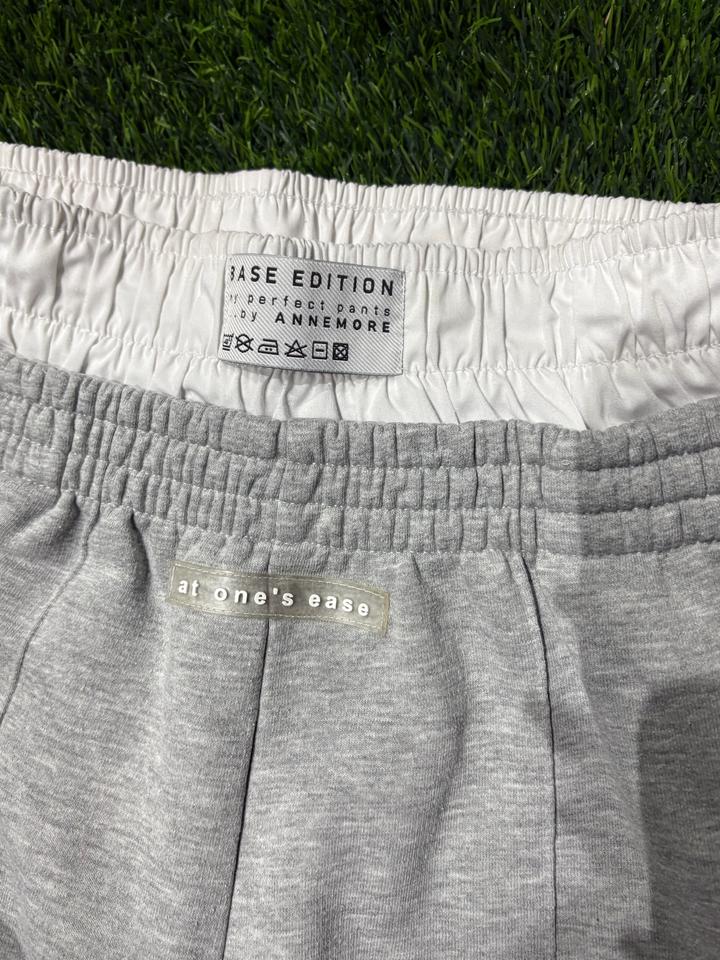 BASE EDITION
perfect pants
..by ANNEMORE
at one's ease